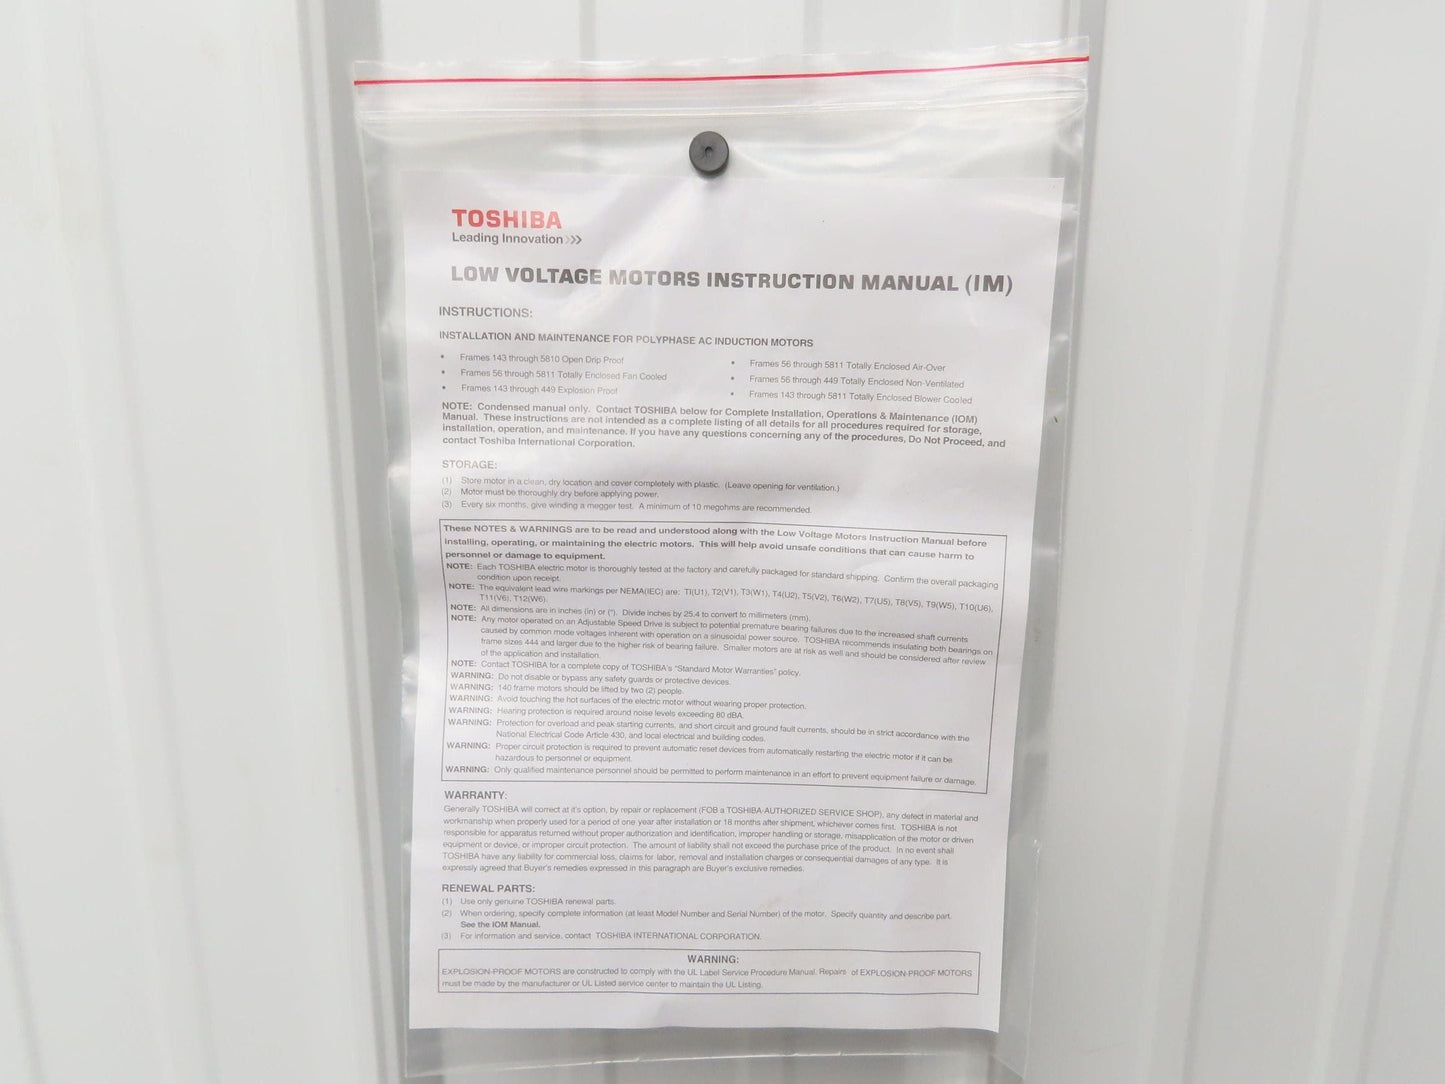 TOSHIBA
Leading Innovation >>>
LOW VOLTAGE MOTORS INSTRUCTION MANUAL (IM)
INSTRUCTIONS:
INSTALLATION AND MAINTENANCE FOR POLYPHASE AC INDUCTION MOTORS
• Frames 143 through 5810 Open Drip Proof
• Frames 56 through 5811 Totally Enclosed Fan Cooled
• Frames 143 through 449 Explosion Proof
• Frames 56 through 5811 Totally Enclosed Air-Over
• Frames 56 through 449 Totally Enclosed Non-Ventilated
• Frames 143 through 5811 Totally Enclosed Blower Cooled
NOTE: Condensed manual only. Contact TOSHIBA below for Complete Installation, Operations & Maintenance (IOM)
Manual. These instructions are not intended as a complete listing of all details for all procedures required for storage,
installation, operation, and maintenance. If you have any questions concerning any of the procedures, Do Not Proceed, and
contact Toshiba International Corporation.
STORAGE:
(1) Store motor in a clean, dry location and cover completely with plastic. (Leave opening for ventilation.)
(2) Motor must be thoroughly dry before applying power.
(3) Every six months, give winding a megger test. A minimum of 10 megohms are recommended.
These NOTES & WARNINGS are to be read and understood along with the Low Voltage Motors Instruction Manual before
installing, operating, or maintaining the electric motors. This will help avoid unsafe conditions that can cause harm to
personnel or damage to equipment.
NOTE: Each TOSHIBA electric motor is thoroughly tested at the factory and carefully packaged for standard shipping. Confirm the overall packaging
condition upon receipt.
NOTE: The equivalent lead wire markings per NEMA(IEC) are: T1(U1), T2(V1), T3(W1), T4(U2), T5(V2), T6(W2), T7(U5), T8(V5), T9(W5), T10(U6),
T11(V6), T12(W6).
NOTE: All dimensions are in inches (in) or ("). Divide inches by 25.4 to convert to millimeters (mm).
NOTE: Any motor operated on an Adjustable Speed Drive is subject to potential premature bearing failures due to the increased shaft currents
caused by common mode voltages inherent with operation on a sinusoidal power source. TOSHIBA recommends insulating both bearings on
frame sizes 444 and larger due to the higher risk of bearing failure. Smaller motors are at risk as well and should be considered after review
of the application and installation.
NOTE: Contact TOSHIBA for a complete copy of TOSHIBA's "Standard Motor Warranties" policy.
WARNING: Do not disable or bypass any safety guards or protective devices.
WARNING: 140 frame motors should be lifted by two (2) people.
WARNING: Avoid touching the hot surfaces of the electric motor without wearing proper protection.
WARNING: Hearing protection is required around noise levels exceeding 80 dBA.
WARNING: Protection for overload and peak starting currents, and short circuit and ground fault currents, should be in strict accordance with the
National Electrical Code Article 430, and local electrical and building codes.
WARNING: Proper circuit protection is required to prevent automatic reset devices from automatically restarting the electric motor if it can be
hazardous to personnel or equipment.
WARNING: Only qualified maintenance personnel should be permitted to perform maintenance in an effort to prevent equipment failure or damage.
WARRANTY:
Generally TOSHIBA will correct at it's option, by repair or replacement (FOB a TOSHIBA-AUTHORIZED SERVICE SHOP), any defect in material and
workmanship when properly used for a period of one year after installation or 18 months after shipment, whichever comes first. TOSHIBA is not
responsible for apparatus returned without proper authorization and identification, improper handling or storage, misapplication of the motor or driven
equipment or device, or improper circuit protection. The amount of liability shall not exceed the purchase price of the product. In no event shall
TOSHIBA have any liability for commercial loss, claims for labor, removal and installation charges or consequential damages of any type. It is
expressly agreed that Buyer's remedies expressed in this paragraph are Buyer's exclusive remedies.
RENEWAL PARTS:
(1) Use only genuine TOSHIBA renewal parts.
(2) When ordering, specify complete information (at least Model Number and Serial Number) of the motor. Specify quantity and describe part.
See the IOM Manual.
(3) For information and service, contact TOSHIBA INTERNATIONAL CORPORATION.
WARNING:
EXPLOSION-PROOF MOTORS are constructed to comply with the UL Label Service Procedure Manual. Repairs of EXPLOSION-PROOF MOTORS
must be made by the manufacturer or UL Listed service center to maintain the UL Listing.